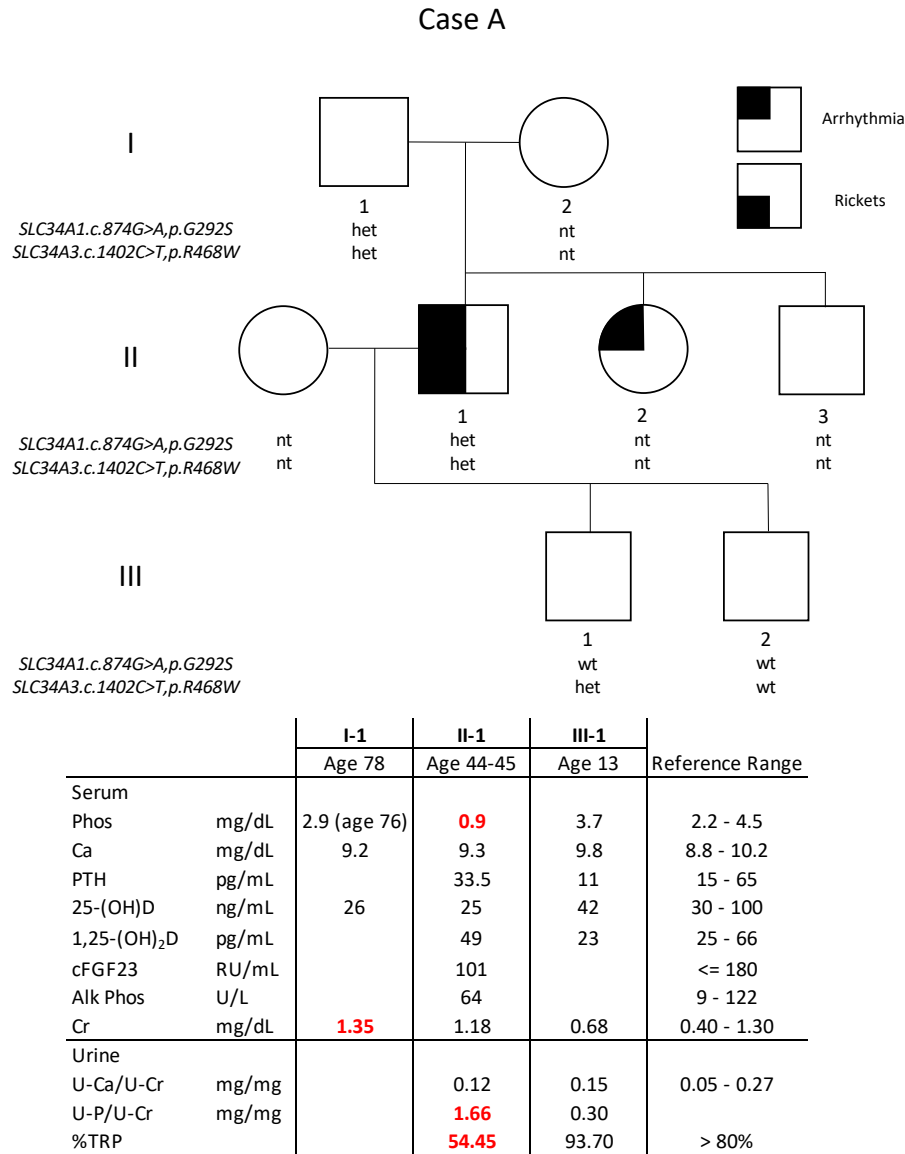 Case A
Arrhythmia
Rickets
I
1 2
SLC34A1.c.874G>A,p.G292S het nt
SLC34A3.c.1402C>T,p.R468W het nt
II
1 2 3
SLC34A1.c.874G>A,p.G292S nt het nt nt
SLC34A3.c.1402C>T,p.R468W nt het nt nt
III
1 2
SLC34A1.c.874G>A,p.G292S wt wt
SLC34A3.c.1402C>T,p.R468W het wt
I-1 II-1 III-1
Age 78 Age 44-45 Age 13 Reference Range
Serum
Phos mg/dL 2.9 (age 76) 0.9 3.7 2.2 - 4.5
Ca mg/dL 9.2 9.3 9.8 8.8 - 10.2
PTH pg/mL 33.5 11 15 - 65
25-(OH)D ng/mL 26 25 42 30 - 100
1,25-(OH)₂D pg/mL 49 23 25 - 66
cFGF23 RU/mL 101 <= 180
Alk Phos U/L 64 9 - 122
Cr mg/dL 1.35 1.18 0.68 0.40 - 1.30
Urine
U-Ca/U-Cr mg/mg 0.12 0.15 0.05 - 0.27
U-P/U-Cr mg/mg 1.66 0.30
%TRP 54.45 93.70 > 80%